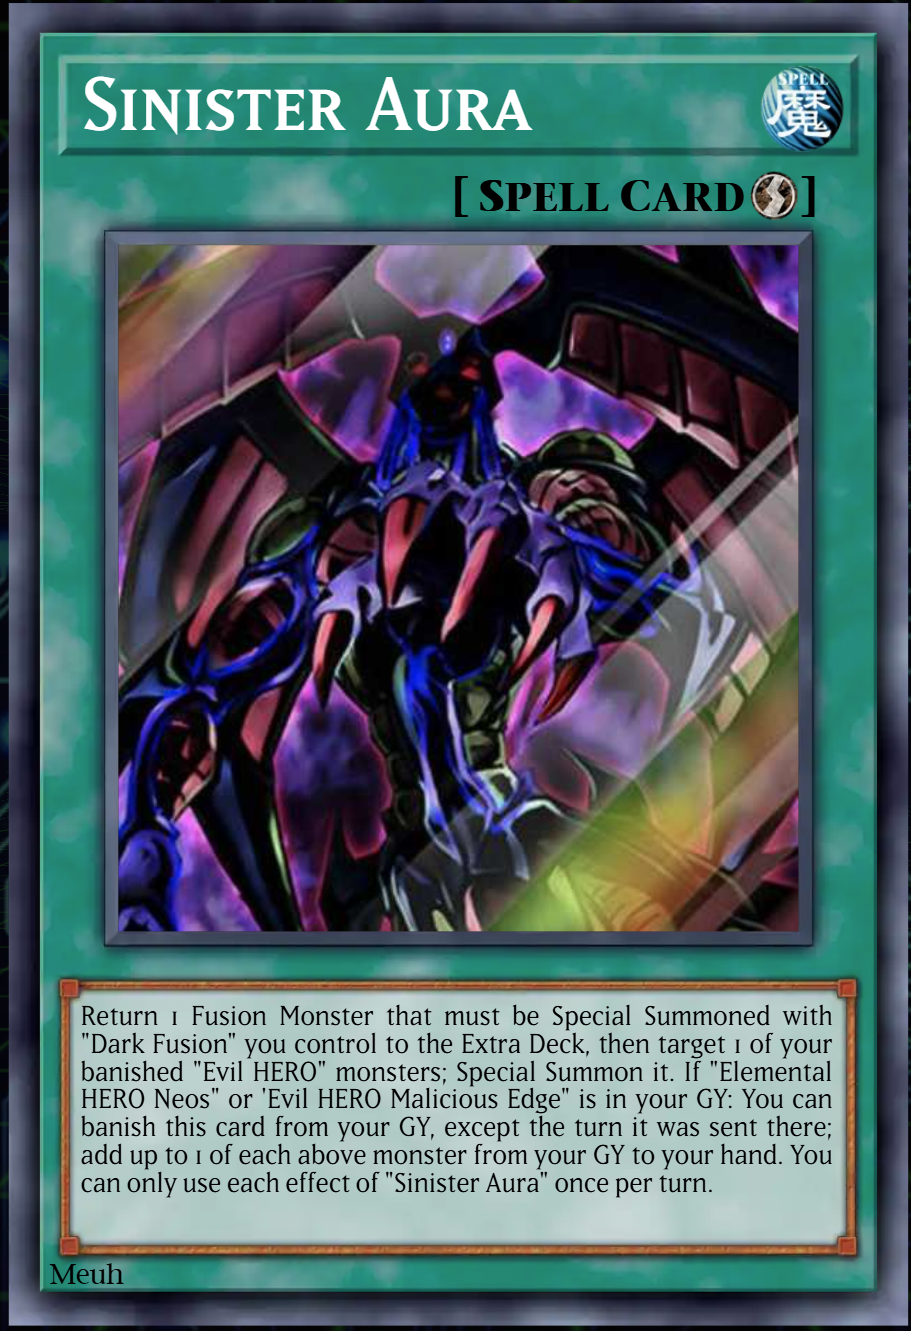 SINISTER AURA
SPELL
魔
[ SPELL CARD ]
Return 1 Fusion Monster that must be Special Summoned with
"Dark Fusion" you control to the Extra Deck, then target 1 of your
banished "Evil HERO" monsters; Special Summon it. If "Elemental
HERO Neos" or 'Evil HERO Malicious Edge" is in your GY: You can
banish this card from your GY, except the turn it was sent there;
add up to 1 of each above monster from your GY to your hand. You
can only use each effect of "Sinister Aura" once per turn.
Meuh